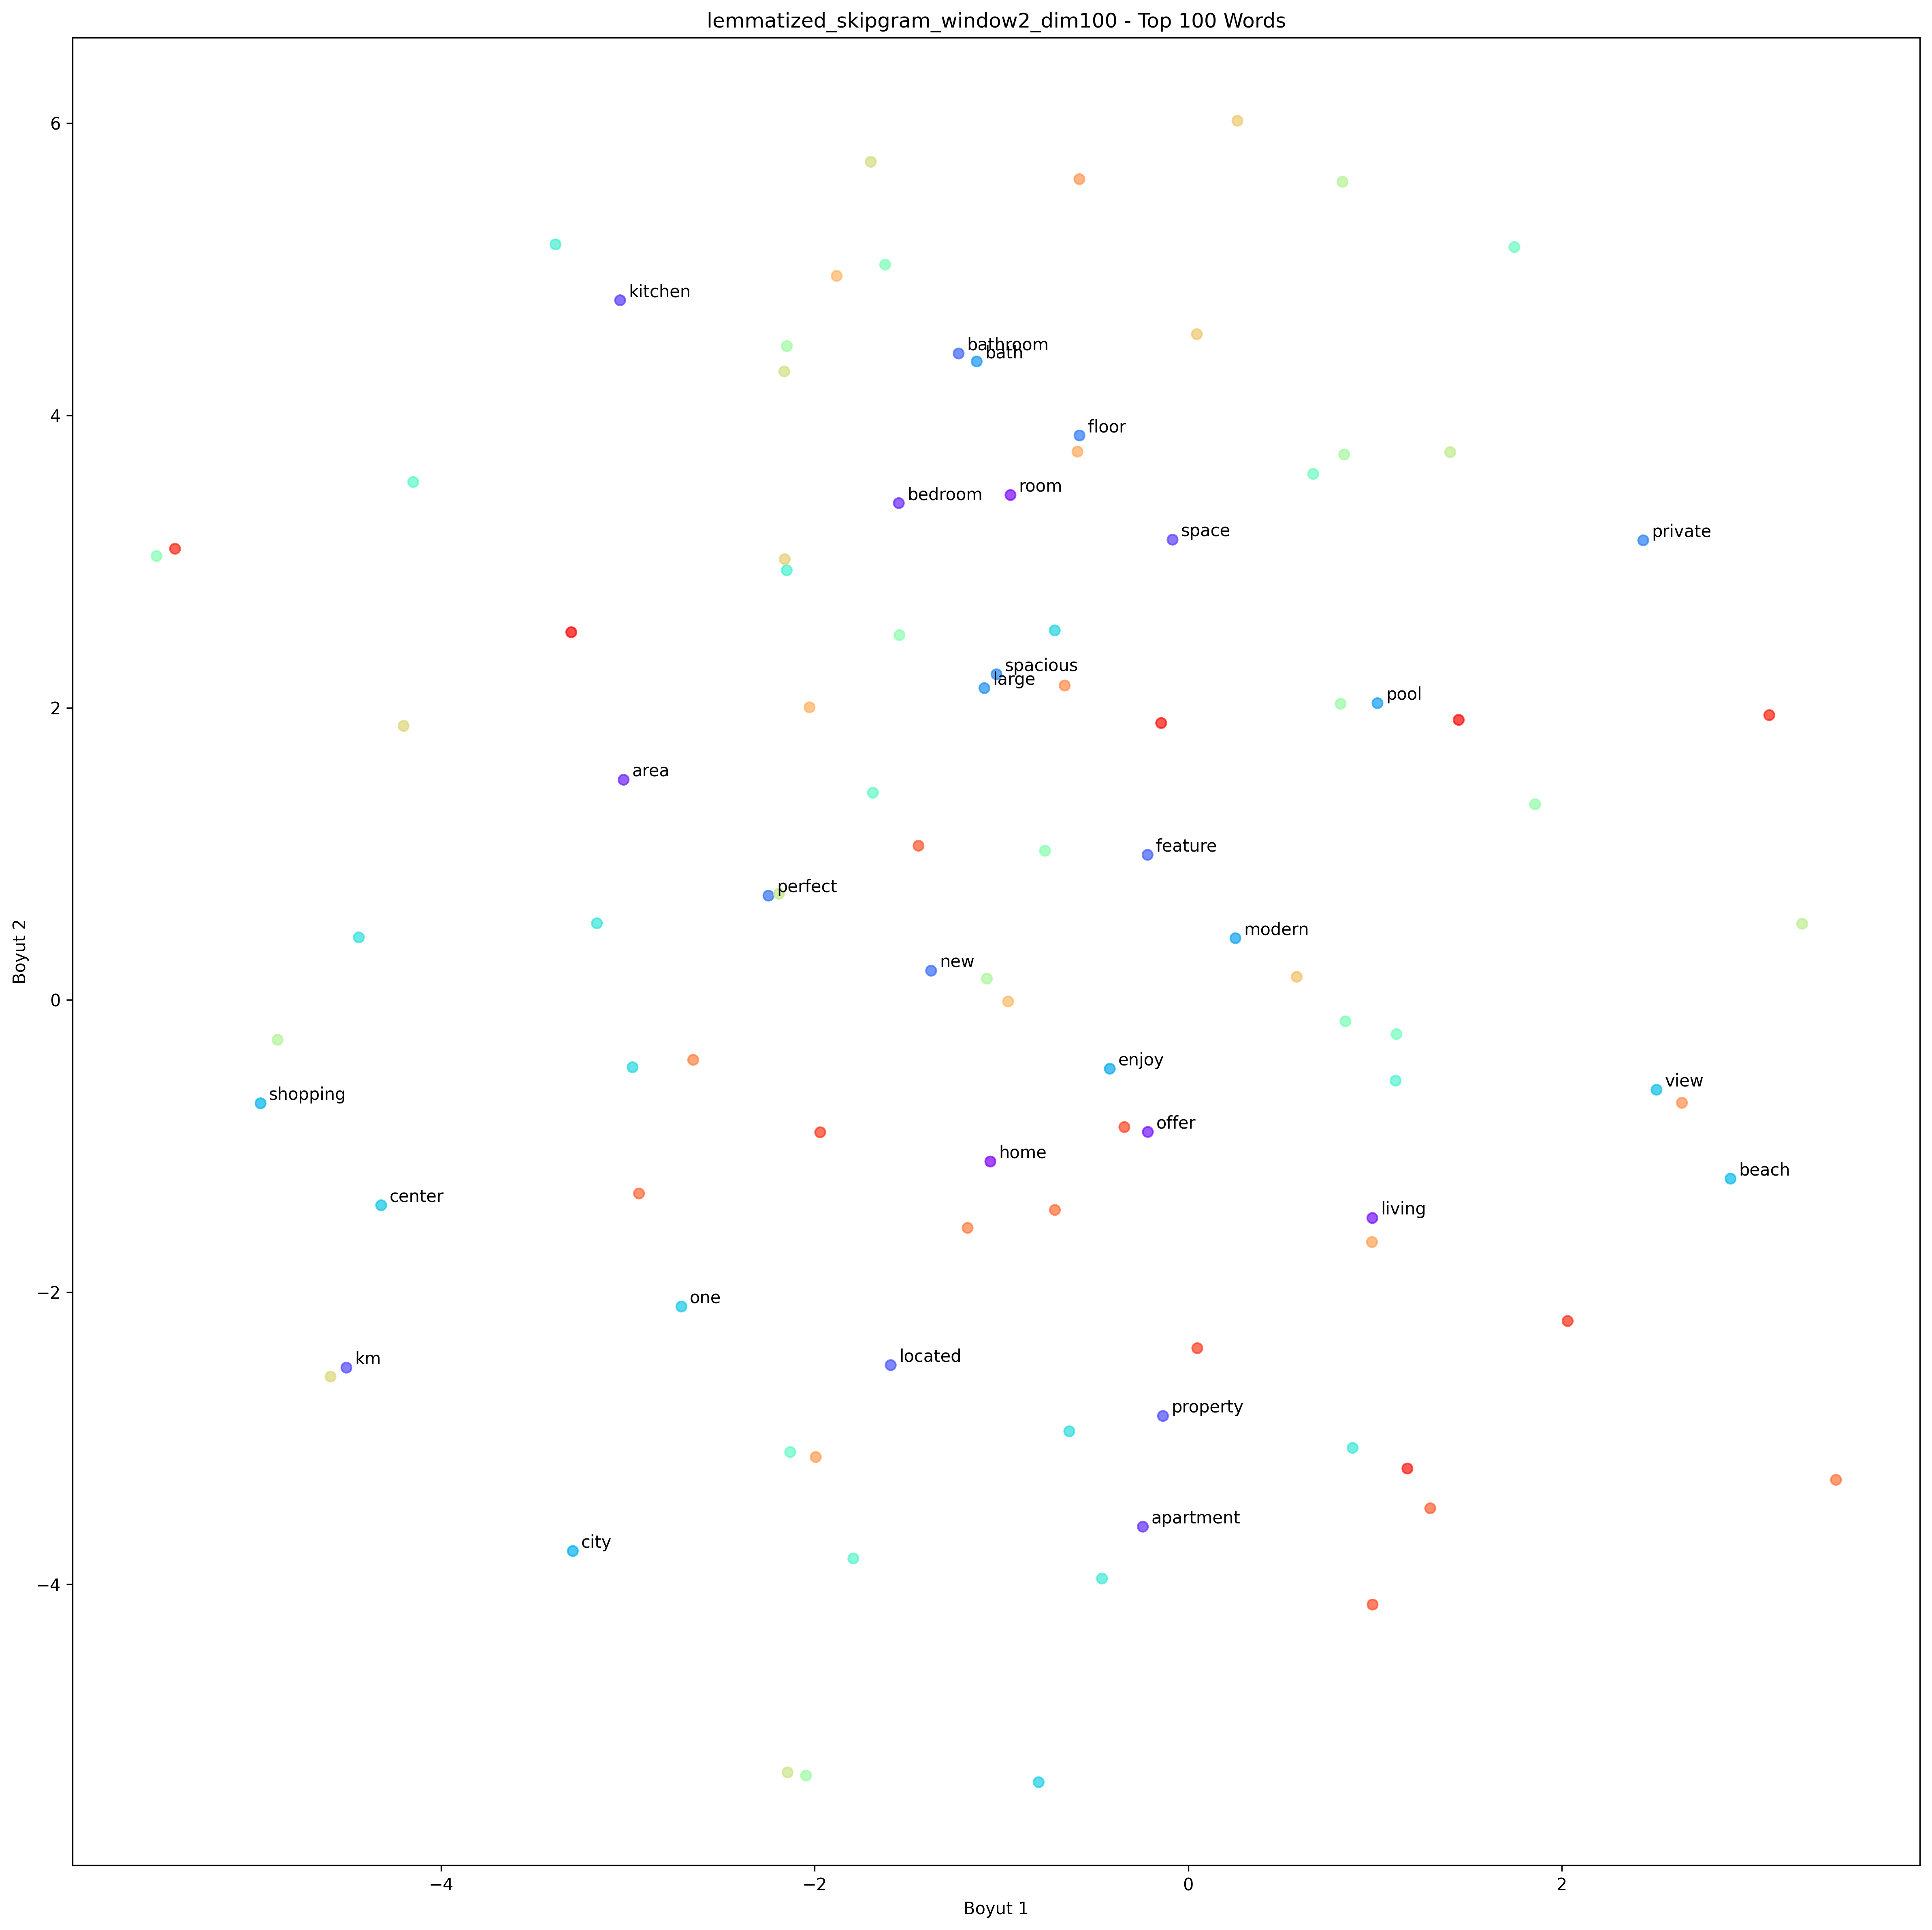 lemmatized_skipgram_window2_dim100 - Top 100 Words
6
kitchen
bathroom
bath
4
floor
bedroom
room
space
private
spacious
large
2
pool
area
feature
perfect
modern
new
Boyut 2
0
enjoy
view
shopping
offer
home
beach
center
living
−2
one
km
located
property
apartment
city
−4
−4
−2
0
2
Boyut 1